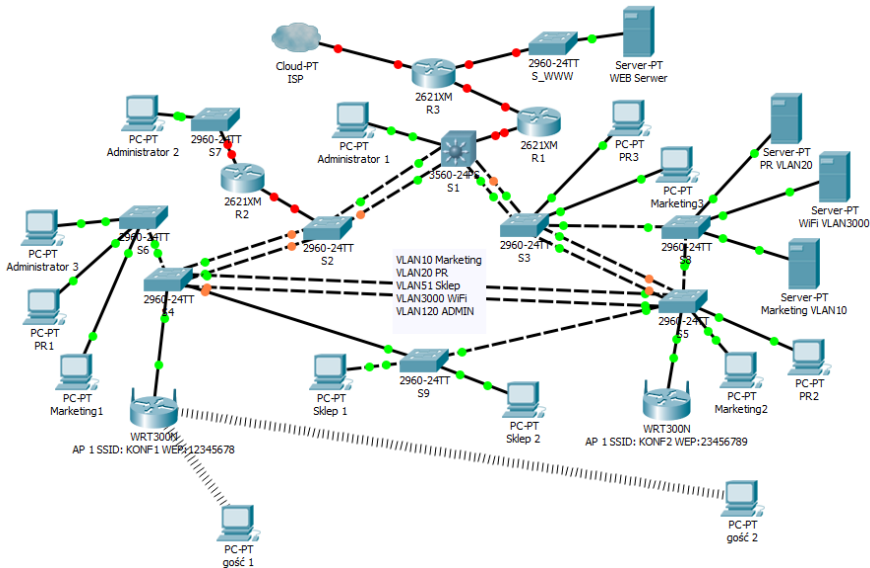 Cloud-PT
ISP
2960-24TT
S_WWW
Server-PT
WEB Serwer
2621XM
R3
PC-PT
Administrator 2
2960-24TT
S7
PC-PT
Administrator 1
2621XM
R1
3560-24PS
S1
PC-PT
PR3
Server-PT
PR VLAN20
2621XM
R2
PC-PT
Marketing3
Server-PT
WiFi VLAN3000
2960-24TT
S6
PC-PT
Administrator 3
2960-24TT
S2
2960-24TT
S3
2960-24TT
S8
VLAN10 Marketing
VLAN20 PR
VLAN51 Sklep
VLAN3000 WiFi
VLAN120 ADMIN
2960-24TT
S4
Server-PT
Marketing VLAN10
2960-24TT
S5
PC-PT
PR1
PC-PT
Marketing1
PC-PT
Sklep 1
2960-24TT
S9
PC-PT
Sklep 2
PC-PT
Marketing2
PC-PT
PR2
WRT300N
AP 1 SSID: KONF1 WEP:12345678
WRT300N
AP 1 SSID: KONF2 WEP:23456789
PC-PT
gość 1
PC-PT
gość 2